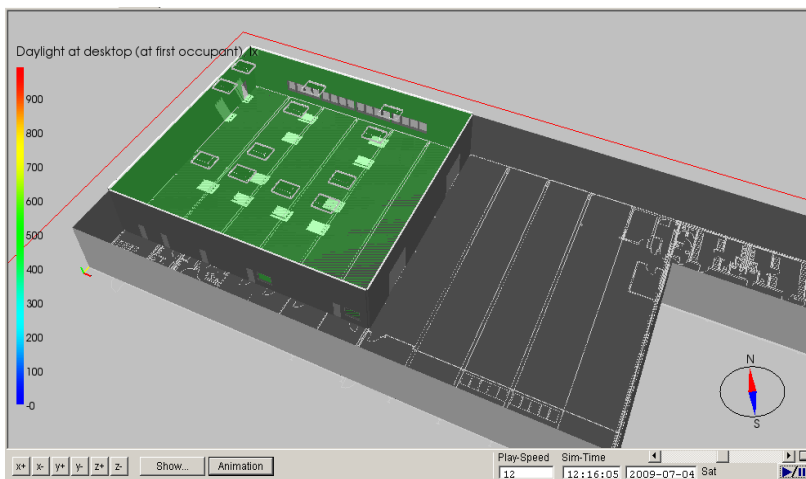 Daylight at desktop (at first occupant) lx
900
800
700
600
500
400
300
200
100
-0
N
S
x+ x- y+ y- z+ z- Show... Animation
Play-Speed Sim-Time
12 12:16:05 2009-07-04 Sat